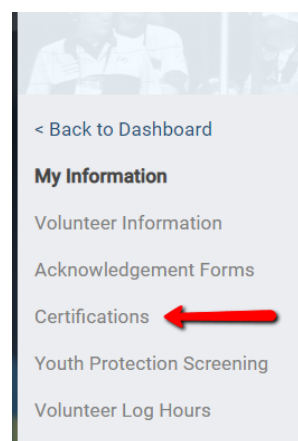 < Back to Dashboard
My Information
Volunteer Information
Acknowledgement Forms
Certifications
Youth Protection Screening
Volunteer Log Hours